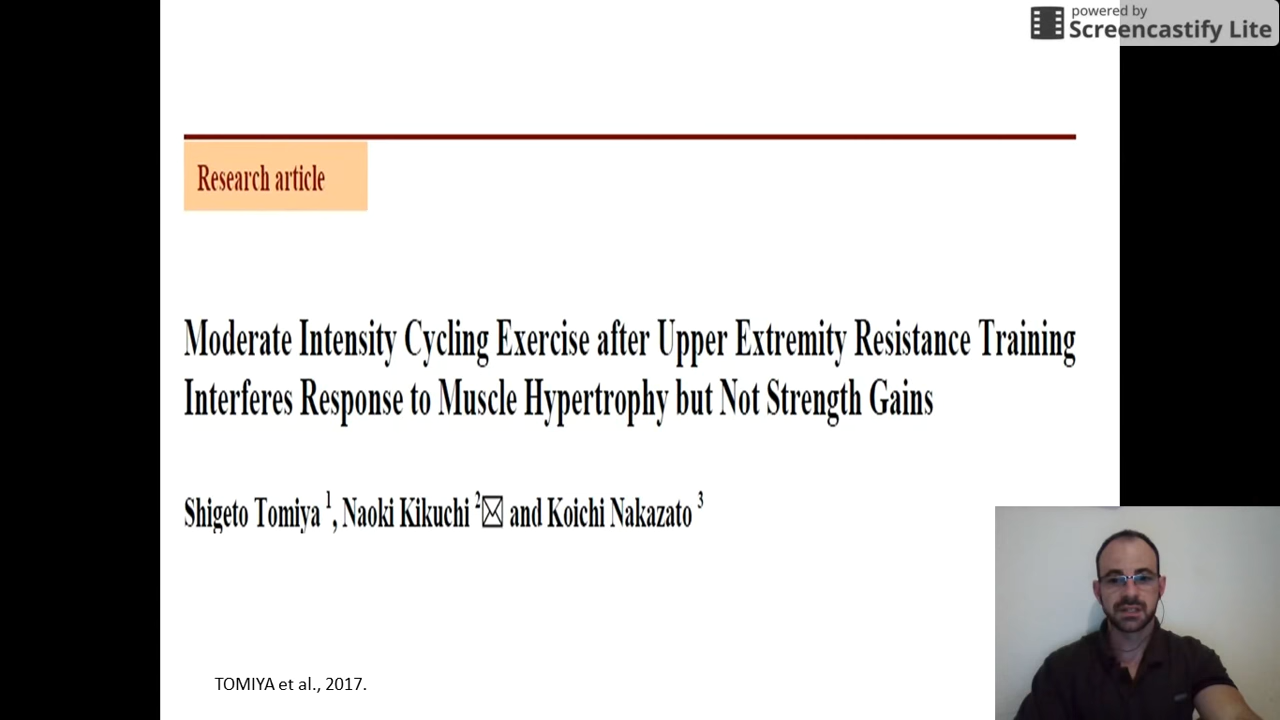 powered by
Screencastify Lite
Research article
Moderate Intensity Cycling Exercise after Upper Extremity Resistance Training
Interferes Response to Muscle Hypertrophy but Not Strength Gains
Shigeto Tomiya 1, Naoki Kikuchi 2✉ and Koichi Nakazato 3
TOMIYA et al., 2017.